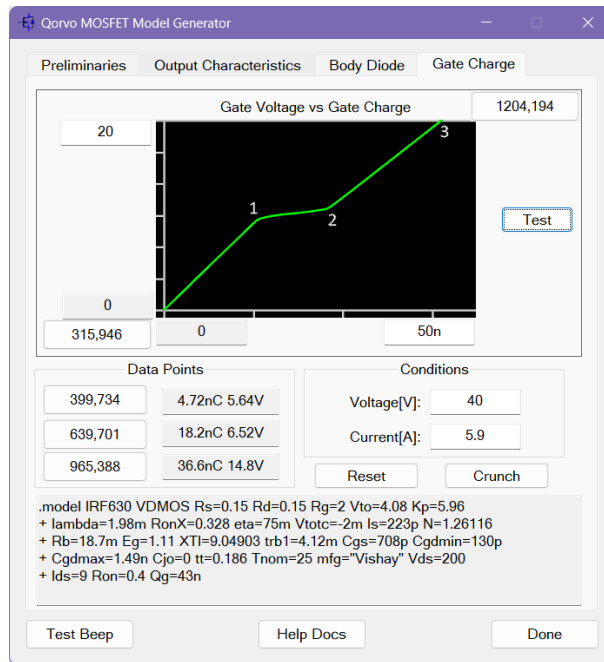 Qorvo MOSFET Model Generator
Preliminaries Output Characteristics Body Diode Gate Charge
Gate Voltage vs Gate Charge 1204,194
20
3
1
2
Test
0
315,946 0 50n
Data Points Conditions
399,734 4.72nC 5.64V Voltage[V]: 40
639,701 18.2nC 6.52V Current[A]: 5.9
965,388 36.6nC 14.8V Reset Crunch
.model IRF630 VDMOS Rs=0.15 Rd=0.15 Rg=2 Vto=4.08 Kp=5.96
+ lambda=1.98m RonX=0.328 eta=75m Vtotc=-2m Is=223p N=1.26116
+ Rb=18.7m Eg=1.11 XTI=9.04903 trb1=4.12m Cgs=708p Cgdmin=130p
+ Cgdmax=1.49n Cjo=0 tt=0.186 Tnom=25 mfg="Vishay" Vds=200
+ Ids=9 Ron=0.4 Qg=43n
Test Beep Help Docs Done